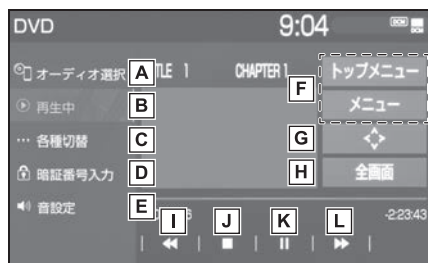 DVD 9:04
オーディオ選択 A TLE 1 CHAPTER 1 トップメニュー
F
再生中 B メニュー
各種切替 C G
暗証番号入力 D H 全画面
音設定 E
I 6 J K L -2:23:43